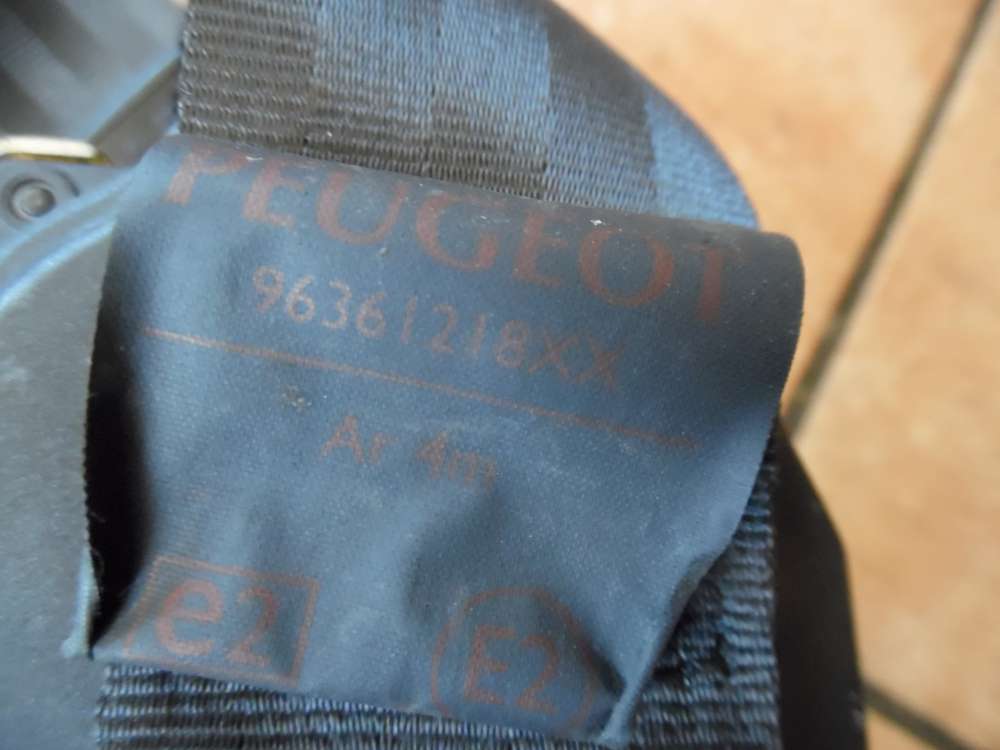 PEUGEOT
96361218XX
Ar 4m
e2 E2